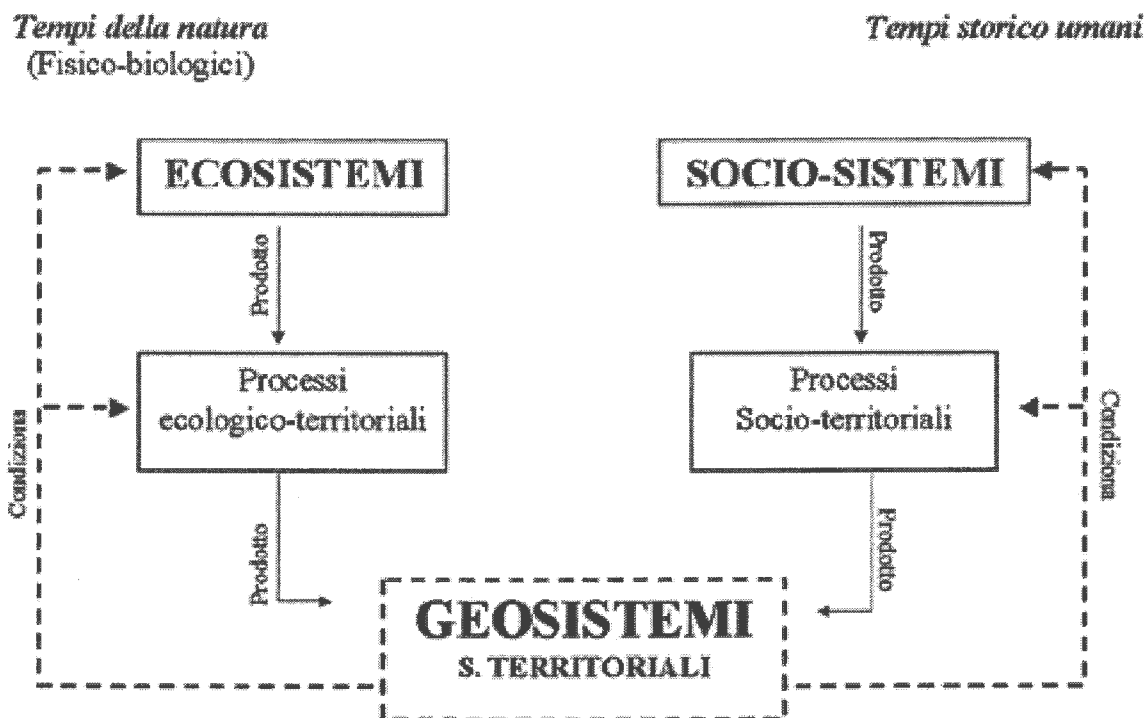 Tempi della natura
(Fisico-biologici)
Tempi storico umani
ECOSISTEMI
SOCIO-SISTEMI
Prodotto
Prodotto
Processi
ecologico-territoriali
Processi
Socio-territoriali
Condiziona
Condiziona
Prodotto
Prodotto
GEOSISTEMI
S. TERRITORIALI